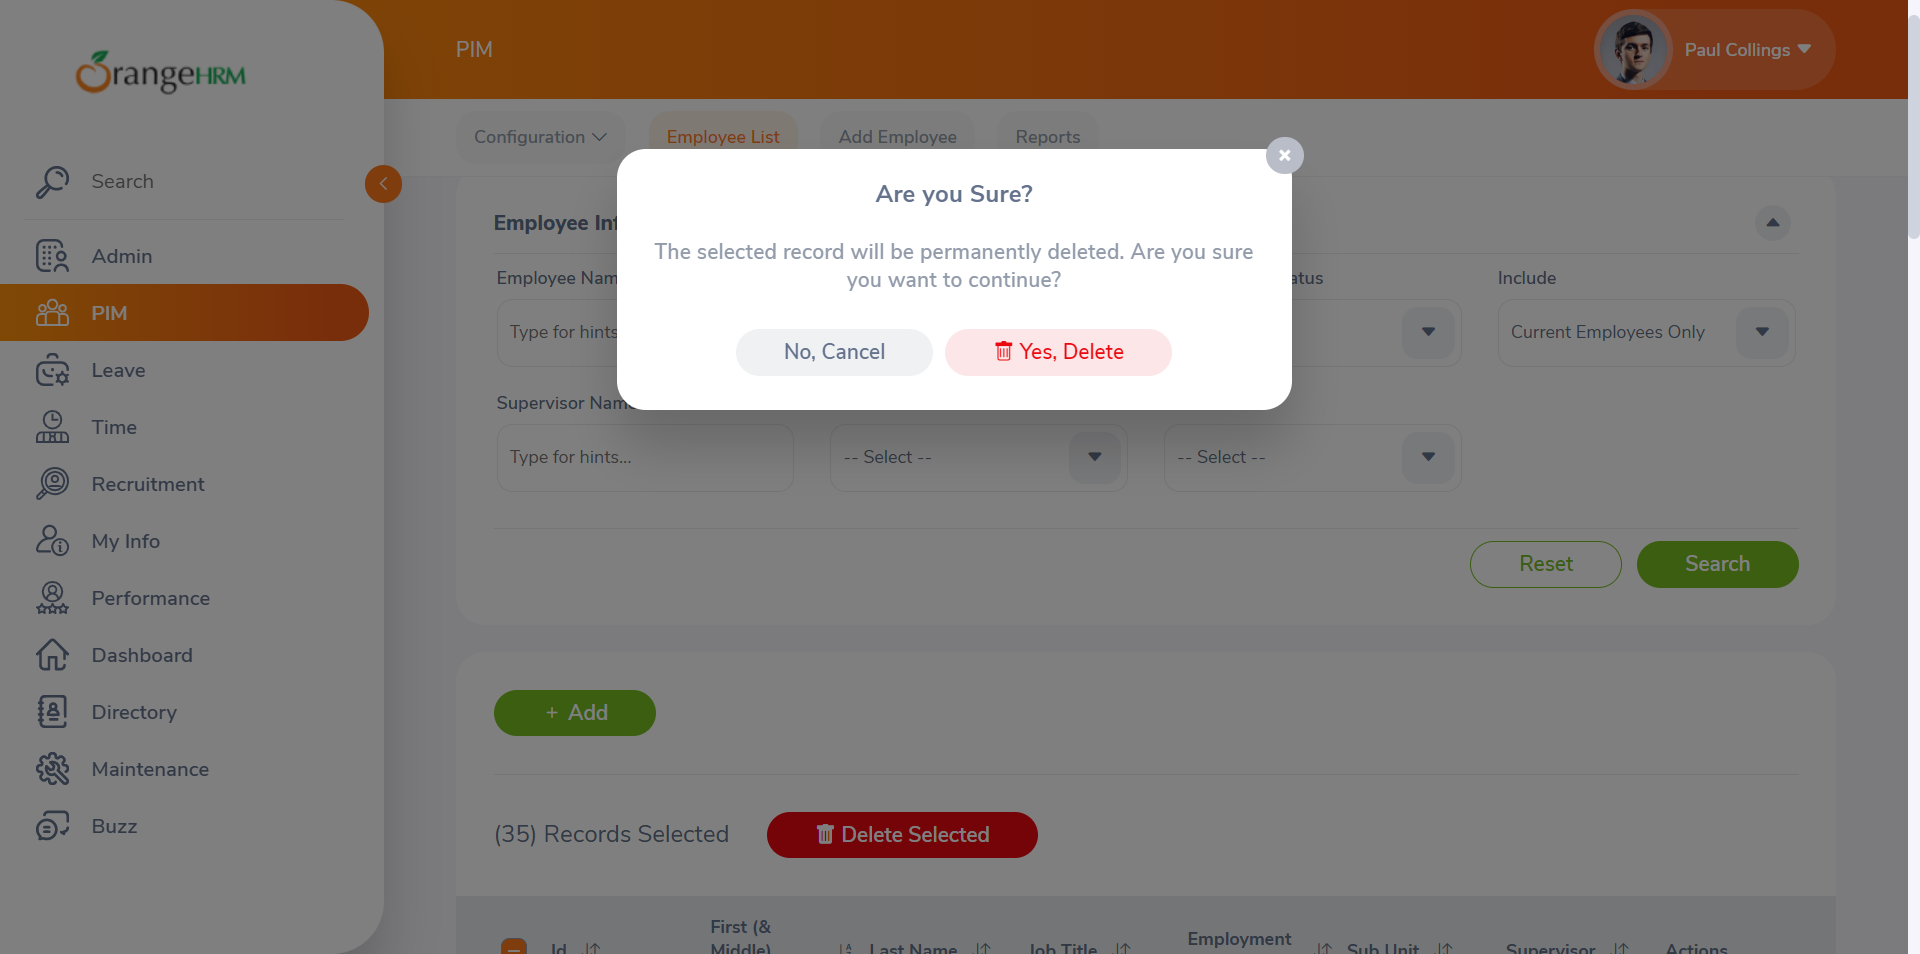 OrangeHRM
Search
Admin
PIM
Leave
Time
Recruitment
My Info
Performance
Dashboard
Directory
Maintenance
Buzz
PIM
Paul Collings
Configuration
Employee List
Add Employee
Reports
Are you Sure?
The selected record will be permanently deleted. Are you sure
you want to continue?
No, Cancel
Yes, Delete
Employee
Employee
Include
Type for hints
Current Employees Only
Supervisor
Type for hints...
-- Select --
-- Select --
Reset
Search
+ Add
(35) Records Selected
Delete Selected
Id
First (&
Middle)
Last Name
Job Title
Employment
Sub Unit
Supervisor
Actions